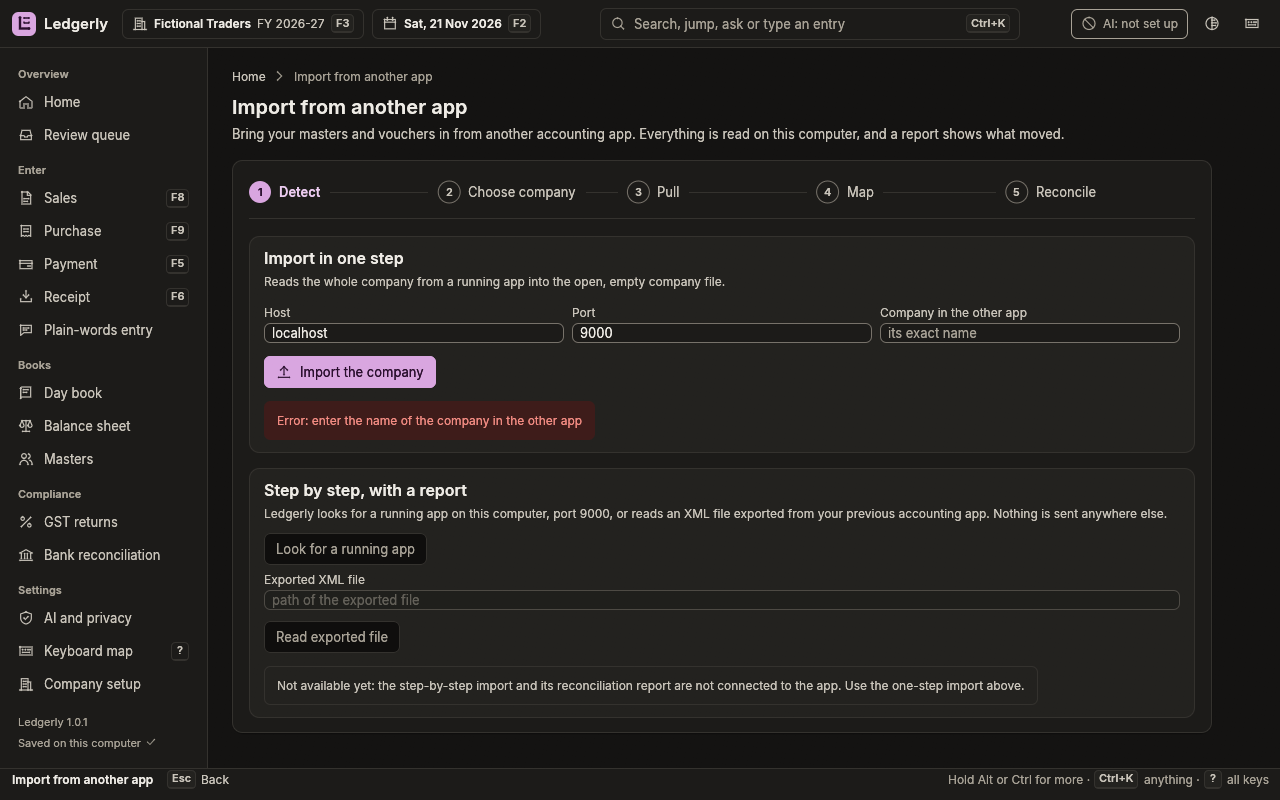 Ledgerly
Fictional Traders FY 2026-27 F3
Sat, 21 Nov 2026 F2
Search, jump, ask or type an entry Ctrl+K
AI: not set up
Overview
Home
Review queue
Enter
Sales F8
Purchase F9
Payment F5
Receipt F6
Plain-words entry
Books
Day book
Balance sheet
Masters
Compliance
GST returns
Bank reconciliation
Settings
AI and privacy
Keyboard map ?
Company setup
Ledgerly 1.0.1
Saved on this computer
Home Import from another app
Import from another app
Bring your masters and vouchers in from another accounting app. Everything is read on this computer, and a report shows what moved.
1 Detect 2 Choose company 3 Pull 4 Map 5 Reconcile
Import in one step
Reads the whole company from a running app into the open, empty company file.
Host Port Company in the other app
localhost 9000 its exact name
Import the company
Error: enter the name of the company in the other app
Step by step, with a report
Ledgerly looks for a running app on this computer, port 9000, or reads an XML file exported from your previous accounting app. Nothing is sent anywhere else.
Look for a running app
Exported XML file
path of the exported file
Read exported file
Not available yet: the step-by-step import and its reconciliation report are not connected to the app. Use the one-step import above.
Import from another app Esc Back
Hold Alt or Ctrl for more · Ctrl+K anything · ? all keys